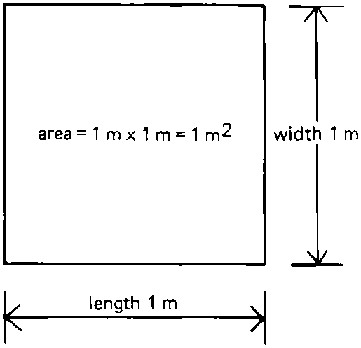 area = 1 m x 1 m = 1 m²
width 1 m
length 1 m